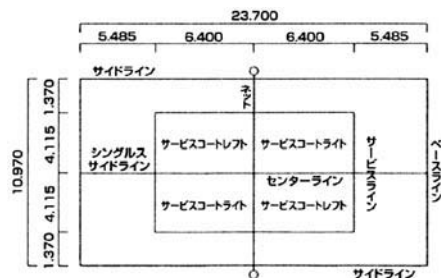 23.700
5.485 6.400 6.400 5.485
サイドライン
ネット
10.970
1.370
4.115
4.115
1.370
シングルス
サイドライン
サービスコートレフト サービスコートライト
センターライン
サービスコートライト サービスコートレフト
サービスライン
ベースライン
サイドライン